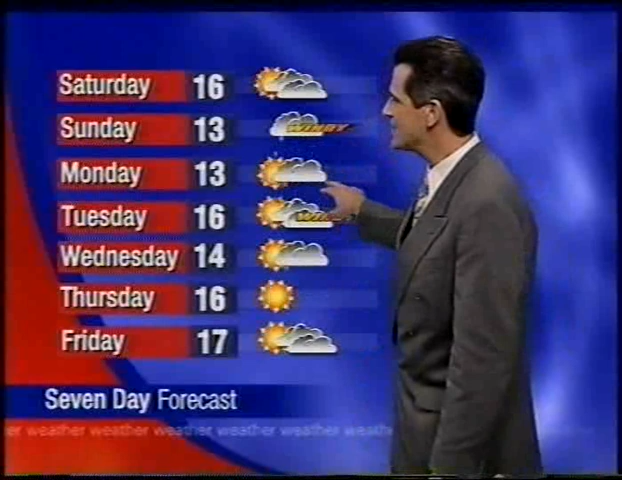 Saturday 16
Sunday 13 WINDY
Monday 13
Tuesday 16
Wednesday 14
Thursday 16
Friday 17
Seven Day Forecast
weather weather weather weather weather